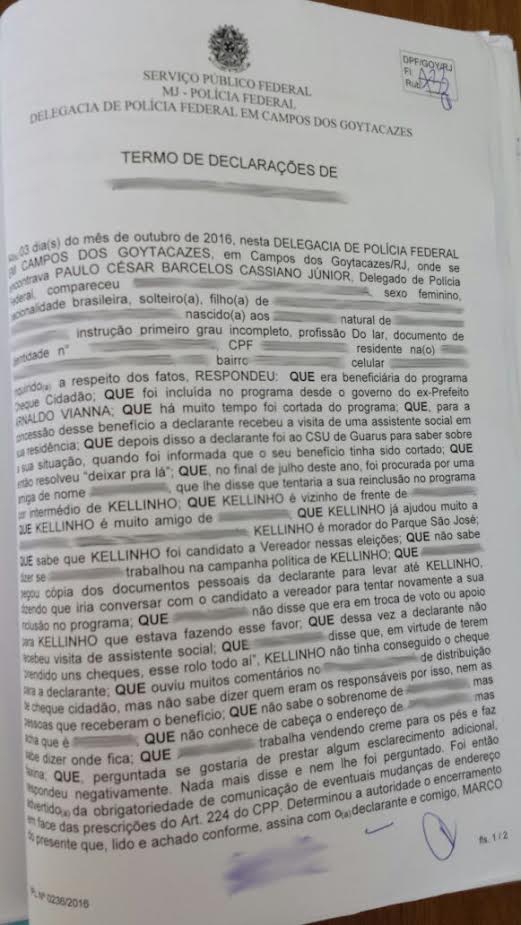 SERVIÇO PÚBLICO FEDERAL
MJ - POLÍCIA FEDERAL
DELEGACIA DE POLÍCIA FEDERAL EM CAMPOS DOS GOYTACAZES
DPF/GOY/RJ
Fl.
Rub.
TERMO DE DECLARAÇÕES DE
03 dia(s) do mês de outubro de 2016, nesta DELEGACIA DE POLÍCIA FEDERAL
CAMPOS DOS GOYTACAZES, em Campos dos Goytacazes/RJ, onde se
encontrava PAULO CÉSAR BARCELOS CASSIANO JÚNIOR, Delegado de Polícia
Federal, compareceu sexo feminino,
nacionalidade brasileira, solteiro(a), filho(a) de
nascido(a) aos natural de
instrução primeiro grau incompleto, profissão Do lar, documento de
identidade n° , CPF residente na(o)
bairro celular
inquirido(a) a respeito dos fatos, RESPONDEU: QUE era beneficiária do programa
Cheque Cidadão; QUE foi incluída no programa desde o governo do ex-Prefeito
ARNALDO VIANNA; QUE há muito tempo foi cortada do programa; QUE, para a
concessão desse benefício a declarante recebeu a visita de uma assistente social em
sua residência; QUE depois disso a declarante foi ao CSU de Guarus para saber sobre
a sua situação, quando foi informada que o seu benefício tinha sido cortado; QUE
então resolveu "deixar pra lá"; QUE, no final de julho deste ano, foi procurada por uma
amiga de nome , que lhe disse que tentaria a sua reinclusão no programa
por intermédio de KELLINHO; QUE KELLINHO é vizinho de frente de
QUE KELLINHO é muito amigo de QUE KELLINHO já ajudou muito a
KELLINHO é morador do Parque São José;
QUE sabe que KELLINHO foi candidato a Vereador nessas eleições; QUE não sabe
dizer se trabalhou na campanha política de KELLINHO; QUE
pegou cópia dos documentos pessoais da declarante para levar até KELLINHO,
dizendo que iria conversar com o candidato a vereador para tentar novamente a sua
inclusão no programa; QUE não disse que era em troca de voto ou apoio
para KELLINHO que estava fazendo esse favor; QUE dessa vez a declarante não
recebeu visita de assistente social; QUE disse que, em virtude de terem
prendido uns cheques, esse rolo todo aí", KELLINHO não tinha conseguido o cheque
para a declarante; QUE ouviu muitos comentários no de distribuição
de cheque cidadão, mas não sabe dizer quem eram os responsáveis por isso, nem as
pessoas que receberam o benefício; QUE não sabe o sobrenome de mas
acha que é , QUE não conhece de cabeça o endereço de mas
sabe dizer onde fica; QUE trabalha vendendo creme para os pés e faz
faxina; QUE, perguntada se gostaria de prestar algum esclarecimento adicional,
respondeu negativamente. Nada mais disse e nem lhe foi perguntado. Foi então
advertido(a) da obrigatoriedade de comunicação de eventuais mudanças de endereço
em face das prescrições do Art. 224 do CPP. Determinou a autoridade o encerramento
do presente que, lido e achado conforme, assina com o(a) declarante e comigo, MARCO
fls. 1 / 2
IPL Nº 0236/2016